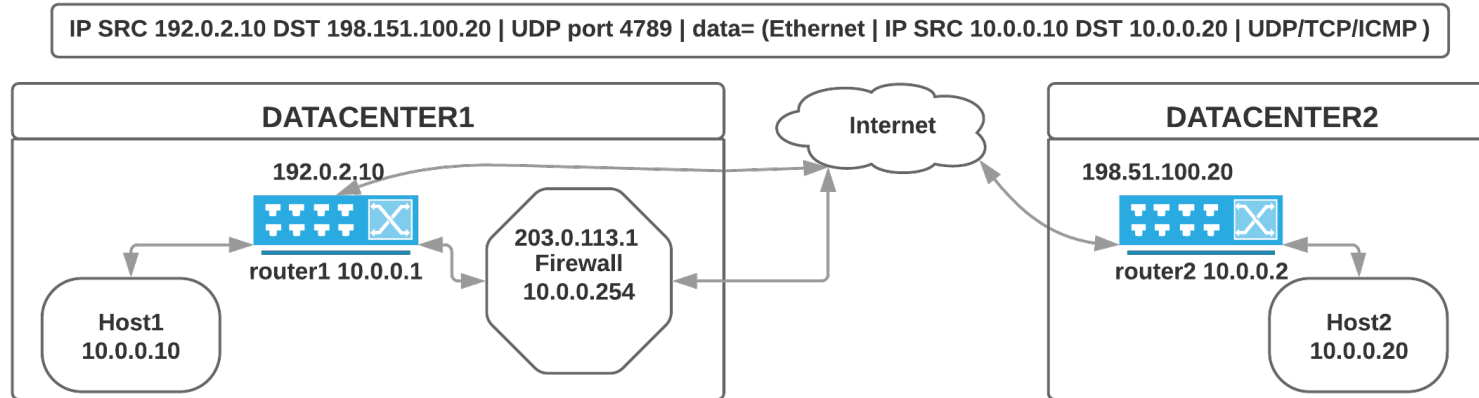 IP SRC 192.0.2.10 DST 198.151.100.20 | UDP port 4789 | data= (Ethernet | IP SRC 10.0.0.10 DST 10.0.0.20 | UDP/TCP/ICMP )
DATACENTER1
Internet
DATACENTER2
192.0.2.10
198.51.100.20
203.0.113.1
Firewall
10.0.0.254
router1 10.0.0.1
router2 10.0.0.2
Host1
10.0.0.10
Host2
10.0.0.20